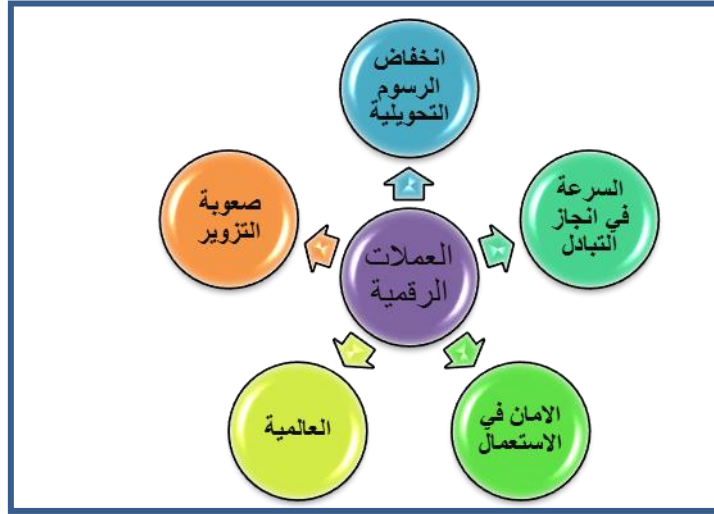 انخفاض
الرسوم
التحويلية
السرعة
في انجاز
التبادل
صعوبة
التزوير
العملات
الرقمية
الامان في
الاستعمال
العالمية